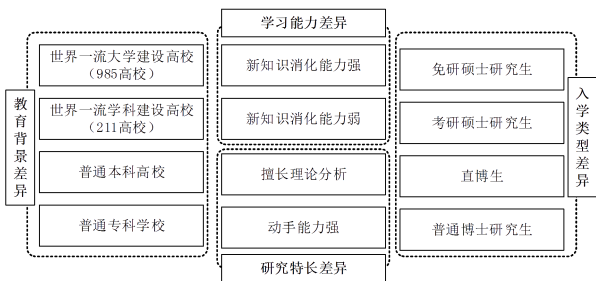 教育背景差异
世界一流大学建设高校
（985高校）
世界一流学科建设高校
（211高校）
普通本科高校
普通专科学校
学习能力差异
新知识消化能力强
新知识消化能力弱
擅长理论分析
动手能力强
研究特长差异
免研硕士研究生
考研硕士研究生
直博生
普通博士研究生
入学类型差异